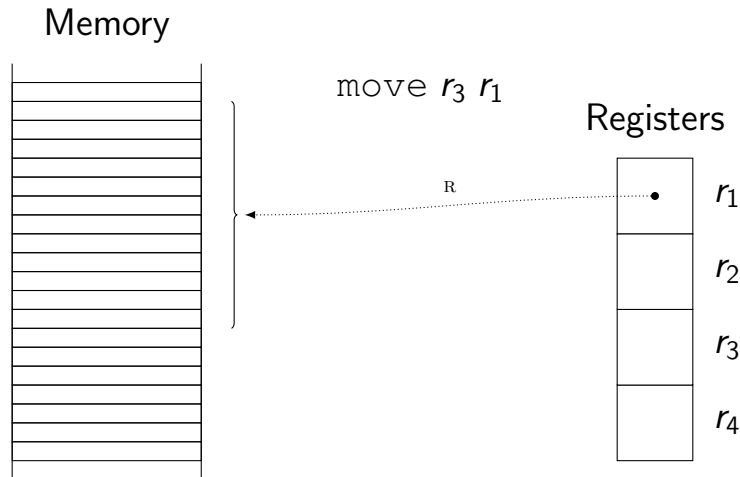 Memory
move r₃ r₁
Registers
R
r₁
r₂
r₃
r₄